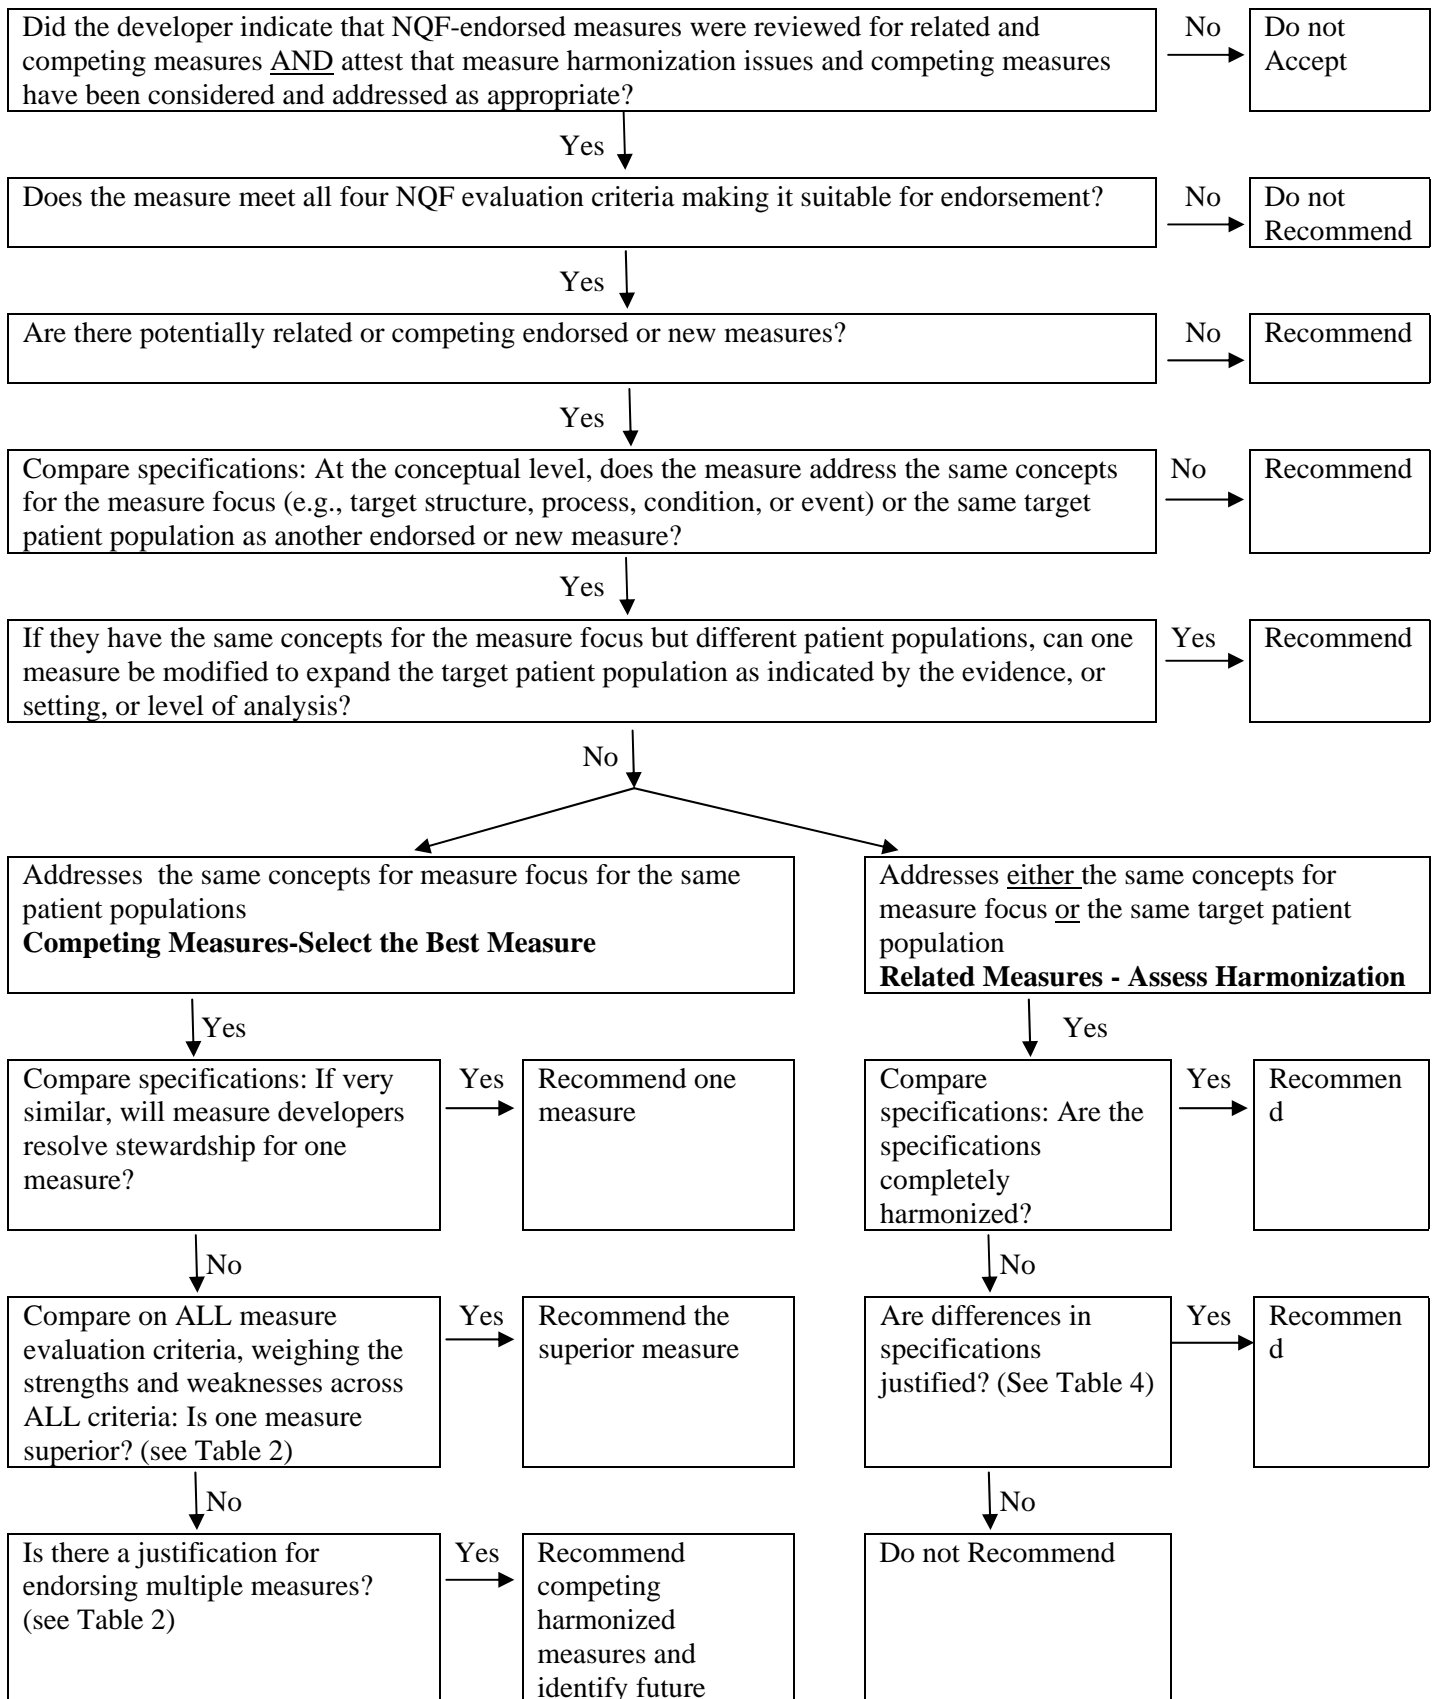 Did the developer indicate that NQF-endorsed measures were reviewed for related and
competing measures AND attest that measure harmonization issues and competing measures
have been considered and addressed as appropriate?
No
Do not
Accept
Yes
Does the measure meet all four NQF evaluation criteria making it suitable for endorsement?
No
Do not
Recommend
Yes
Are there potentially related or competing endorsed or new measures?
No
Recommend
Yes
Compare specifications: At the conceptual level, does the measure address the same concepts
for the measure focus (e.g., target structure, process, condition, or event) or the same target
patient population as another endorsed or new measure?
No
Recommend
Yes
If they have the same concepts for the measure focus but different patient populations, can one
measure be modified to expand the target patient population as indicated by the evidence, or
setting, or level of analysis?
Yes
Recommend
No
Addresses the same concepts for measure focus for the same
patient populations
Competing Measures-Select the Best Measure
Addresses either the same concepts for
measure focus or the same target patient
population
Related Measures - Assess Harmonization
Yes
Yes
Compare specifications: If very
similar, will measure developers
resolve stewardship for one
measure?
Yes
Recommend one
measure
Compare
specifications: Are the
specifications
completely
harmonized?
Yes
Recommen
d
No
No
Compare on ALL measure
evaluation criteria, weighing the
strengths and weaknesses across
ALL criteria: Is one measure
superior? (see Table 2)
Yes
Recommend the
superior measure
Are differences in
specifications
justified? (See Table 4)
Yes
Recommen
d
No
No
Is there a justification for
endorsing multiple measures?
(see Table 2)
Yes
Recommend
competing
harmonized
measures and
identify future
Do not Recommend